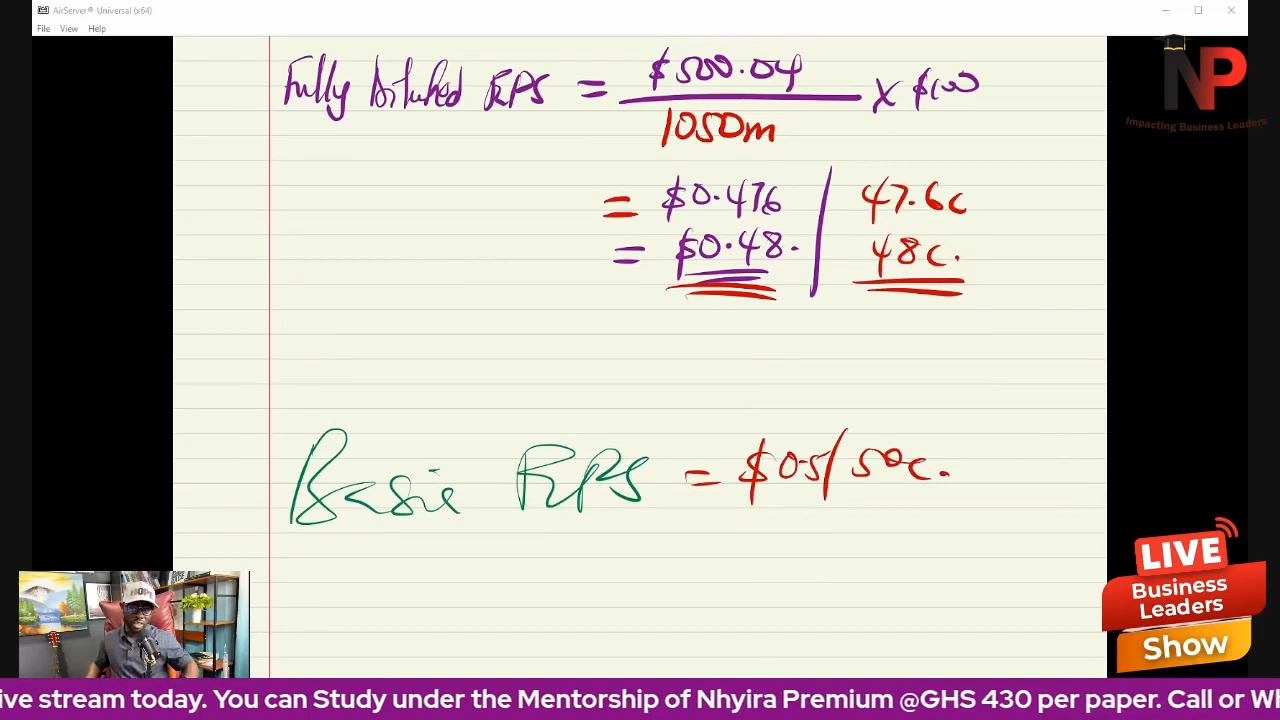 AirServer® Universal (x64)
File View Help
NP
Impacting Business Leaders
Fully Diluted EPS = $500.04 / 1050m × $100
= $0.476 | 47.6c
= $0.48. | 48c.
Basic EPS = $0.5/50c.
HOPE
LIVE
Business
Leaders
Show
ive stream today. You can Study under the Mentorship of Nhyira Premium @GHS 430 per paper. Call or Wh